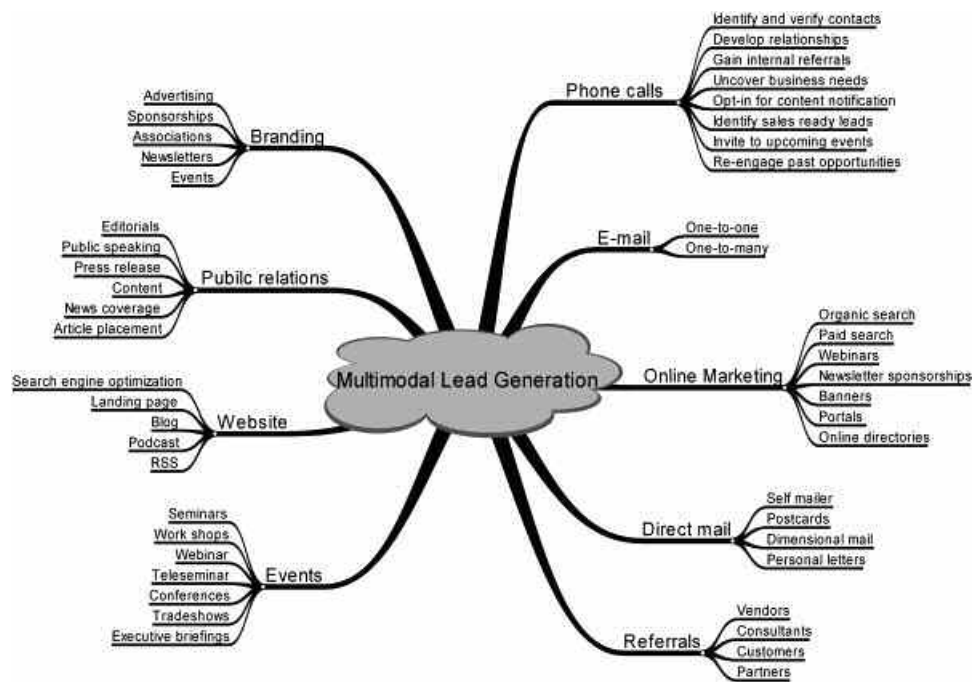 Multimodal Lead Generation
Phone calls
Identify and verify contacts
Develop relationships
Gain internal referrals
Uncover business needs
Opt-in for content notification
Identify sales ready leads
Invite to upcoming events
Re-engage past opportunities
E-mail
One-to-one
One-to-many
Online Marketing
Organic search
Paid search
Webinars
Newsletter sponsorships
Banners
Portals
Online directories
Direct mail
Self mailer
Postcards
Dimensional mail
Personal letters
Referrals
Vendors
Consultants
Customers
Partners
Branding
Advertising
Sponsorships
Associations
Newsletters
Events
Pubilc relations
Editorials
Public speaking
Press release
Content
News coverage
Article placement
Website
Search engine optimization
Landing page
Blog
Podcast
RSS
Events
Seminars
Work shops
Webinar
Teleseminar
Conferences
Tradeshows
Executive briefings